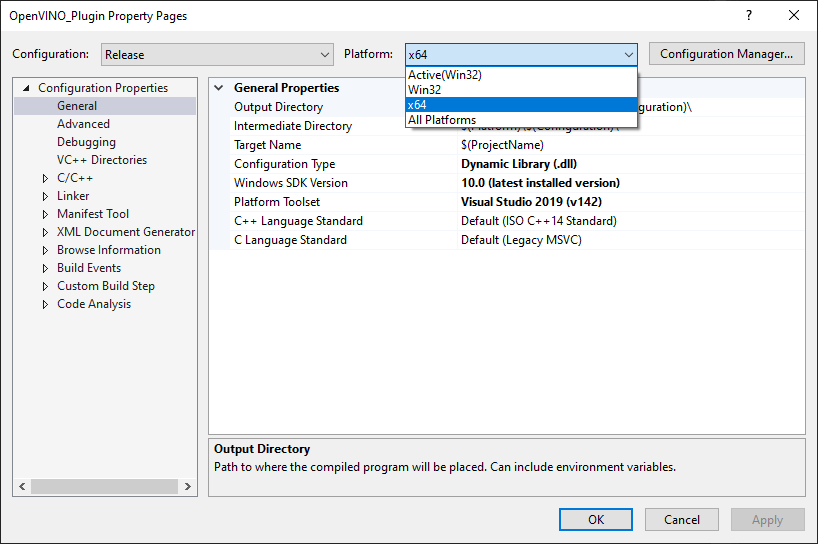 OpenVINO_Plugin Property Pages
?
Configuration: Release Platform: x64 Configuration Manager...
Active(Win32)
Win32
x64
All Platforms
Configuration Properties
General
Advanced
Debugging
VC++ Directories
C/C++
Linker
Manifest Tool
XML Document Generator
Browse Information
Build Events
Custom Build Step
Code Analysis
General Properties
Output Directory guration)\
Intermediate Directory $(Platform)\$(Configuration)\
Target Name $(ProjectName)
Configuration Type Dynamic Library (.dll)
Windows SDK Version 10.0 (latest installed version)
Platform Toolset Visual Studio 2019 (v142)
C++ Language Standard Default (ISO C++14 Standard)
C Language Standard Default (Legacy MSVC)
Output Directory
Path to where the compiled program will be placed. Can include environment variables.
OK Cancel Apply